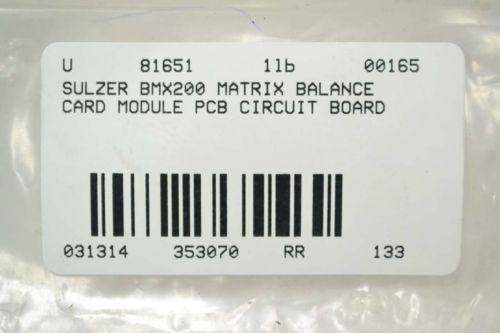 U 81651 1lb 00165
SULZER BMX200 MATRIX BALANCE
CARD MODULE PCB CIRCUIT BOARD
031314 353070 RR 133